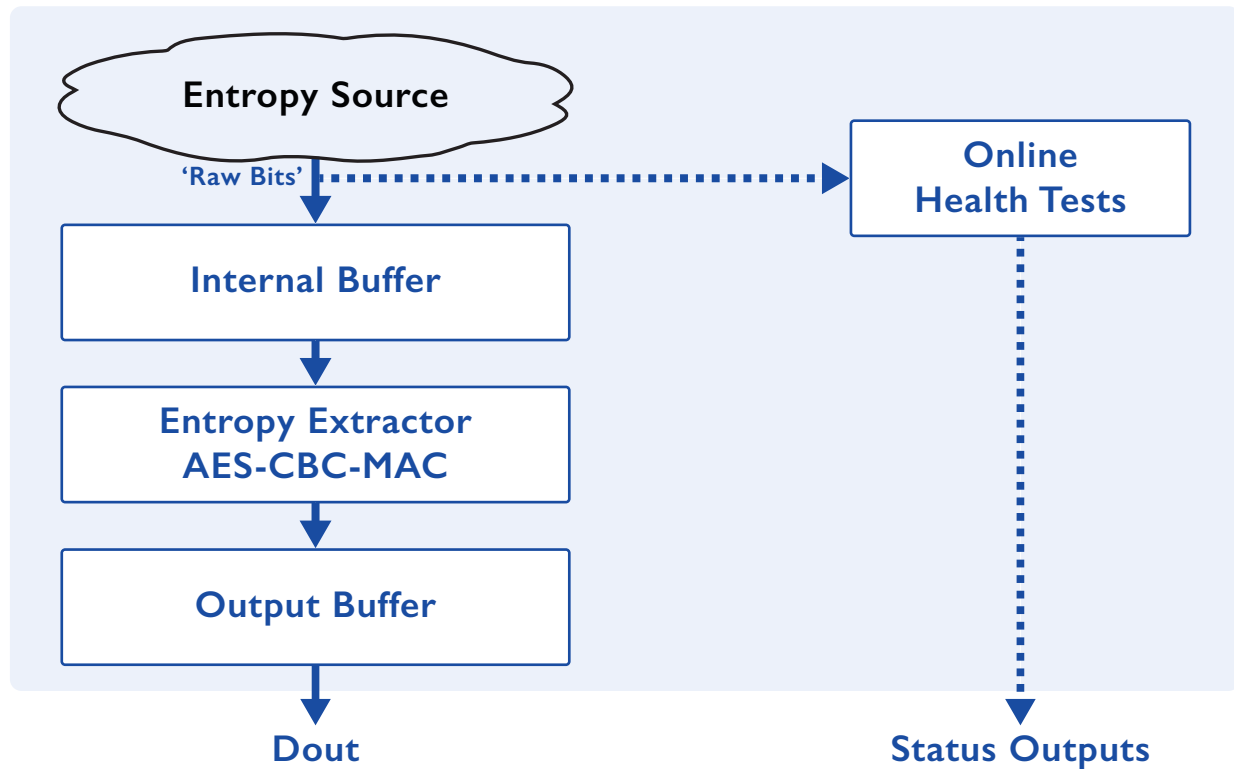 Entropy Source
‘Raw Bits’
Online
Health Tests
Internal Buffer
Entropy Extractor
AES-CBC-MAC
Output Buffer
Dout
Status Outputs